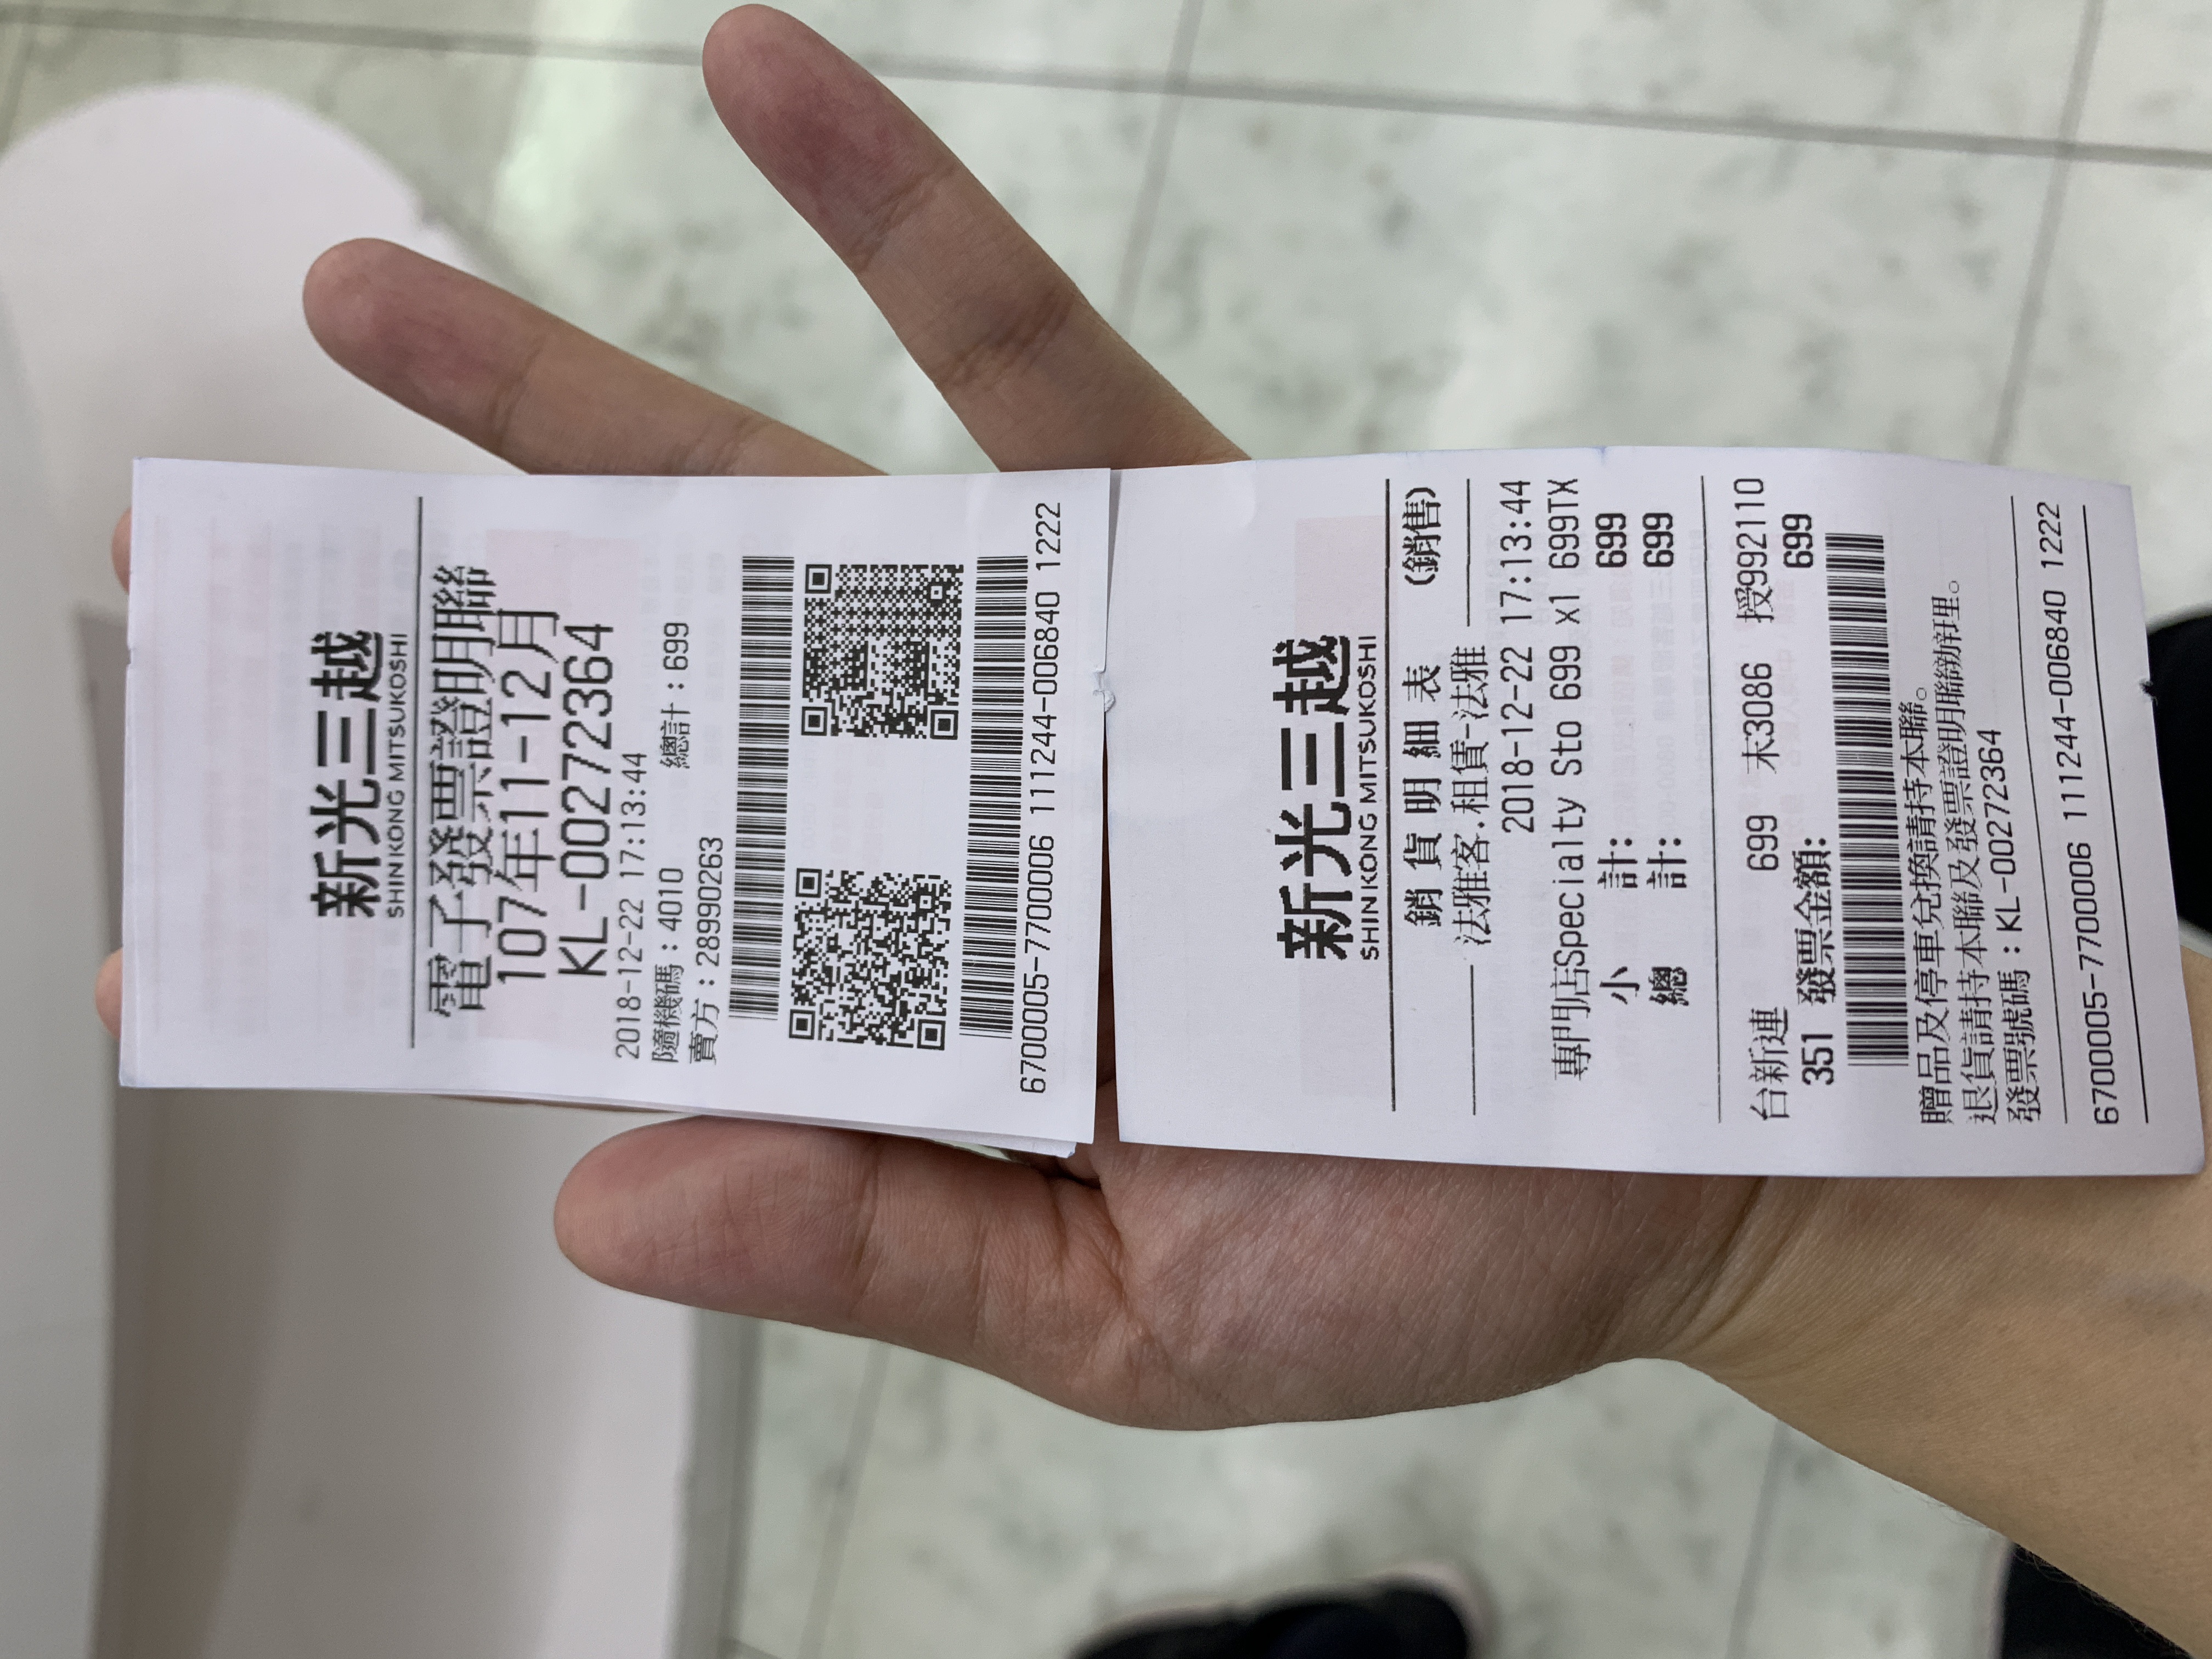 新光三越
SHIN KONG MITSUKOSHI
電子發票證明聯
107年11-12月
KL-00272364
2018-12-22 17:13:44
隨機碼：4010 總計：699
賣方：28990263
6700005-7700006 111244-006840 1222
新光三越
SHIN KONG MITSUKOSHI
銷貨明細表 (銷售)
法雅客.租賃-法雅
2018-12-22 17:13:44
專門店Specialty Sto 699 x1 699TX
小 計: 699
總 計: 699
台新連 699 末3086 授992110
351 發票金額: 699
贈品及停車兌換請持本聯。
退貨請持本聯及發票證明聯辦理。
發票號碼：KL-00272364
6700005-7700006 111244-006840 1222